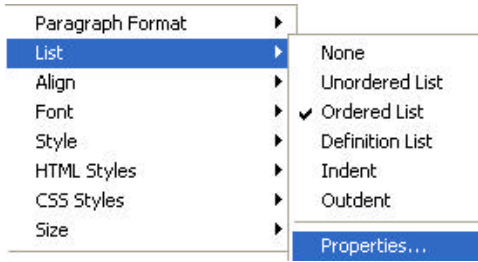 Paragraph Format
List
Align
Font
Style
HTML Styles
CSS Styles
Size
None
Unordered List
Ordered List
Definition List
Indent
Outdent
Properties...